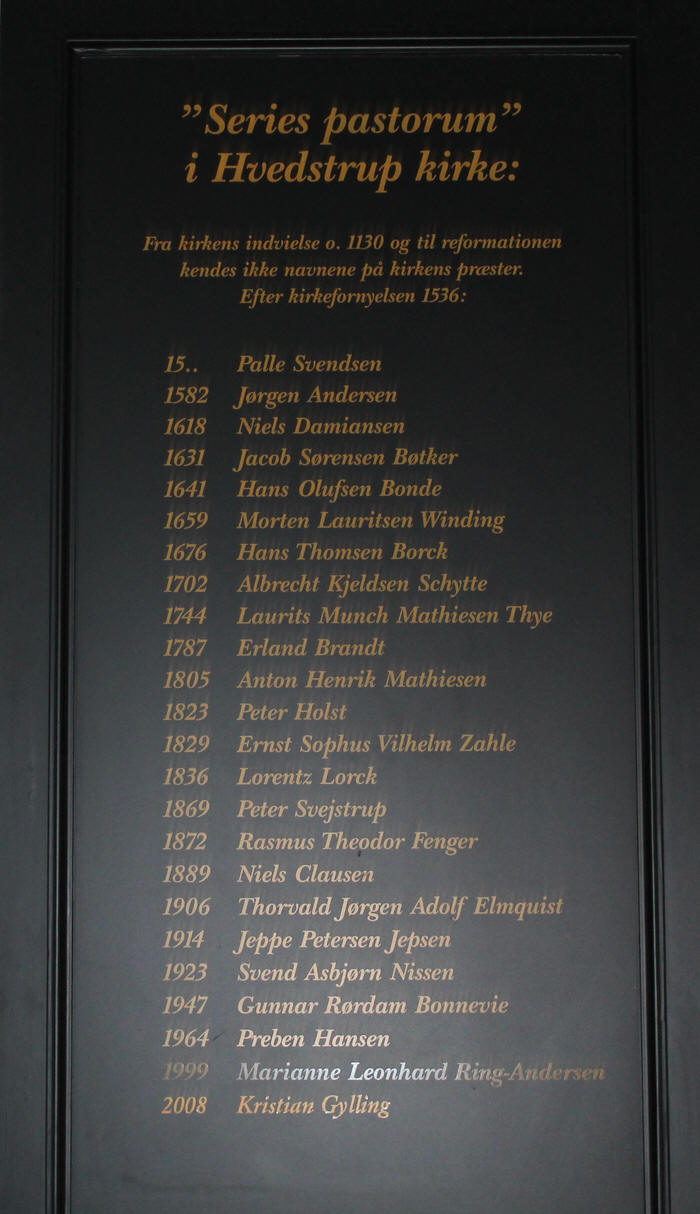 ”Series pastorum”
i Hvedstrup kirke:
Fra kirkens indvielse o. 1130 og til reformationen
kendes ikke navnene på kirkens præster.
Efter kirkefornyelsen 1536:
15.. Palle Svendsen
1582 Jørgen Andersen
1618 Niels Damiansen
1631 Jacob Sørensen Bøtker
1641 Hans Olufsen Bonde
1659 Morten Lauritsen Winding
1676 Hans Thomsen Borck
1702 Albrecht Kjeldsen Schytte
1744 Laurits Munch Mathiesen Thye
1787 Erland Brandt
1805 Anton Henrik Mathiesen
1823 Peter Holst
1829 Ernst Sophus Vilhelm Zahle
1836 Lorentz Lorck
1869 Peter Svejstrup
1872 Rasmus Theodor Fenger
1889 Niels Clausen
1906 Thorvald Jørgen Adolf Elmquist
1914 Jeppe Petersen Jepsen
1923 Svend Asbjørn Nissen
1947 Gunnar Rørdam Bonnevie
1964 Preben Hansen
1999 Marianne Leonhard Ring-Andersen
2008 Kristian Gylling